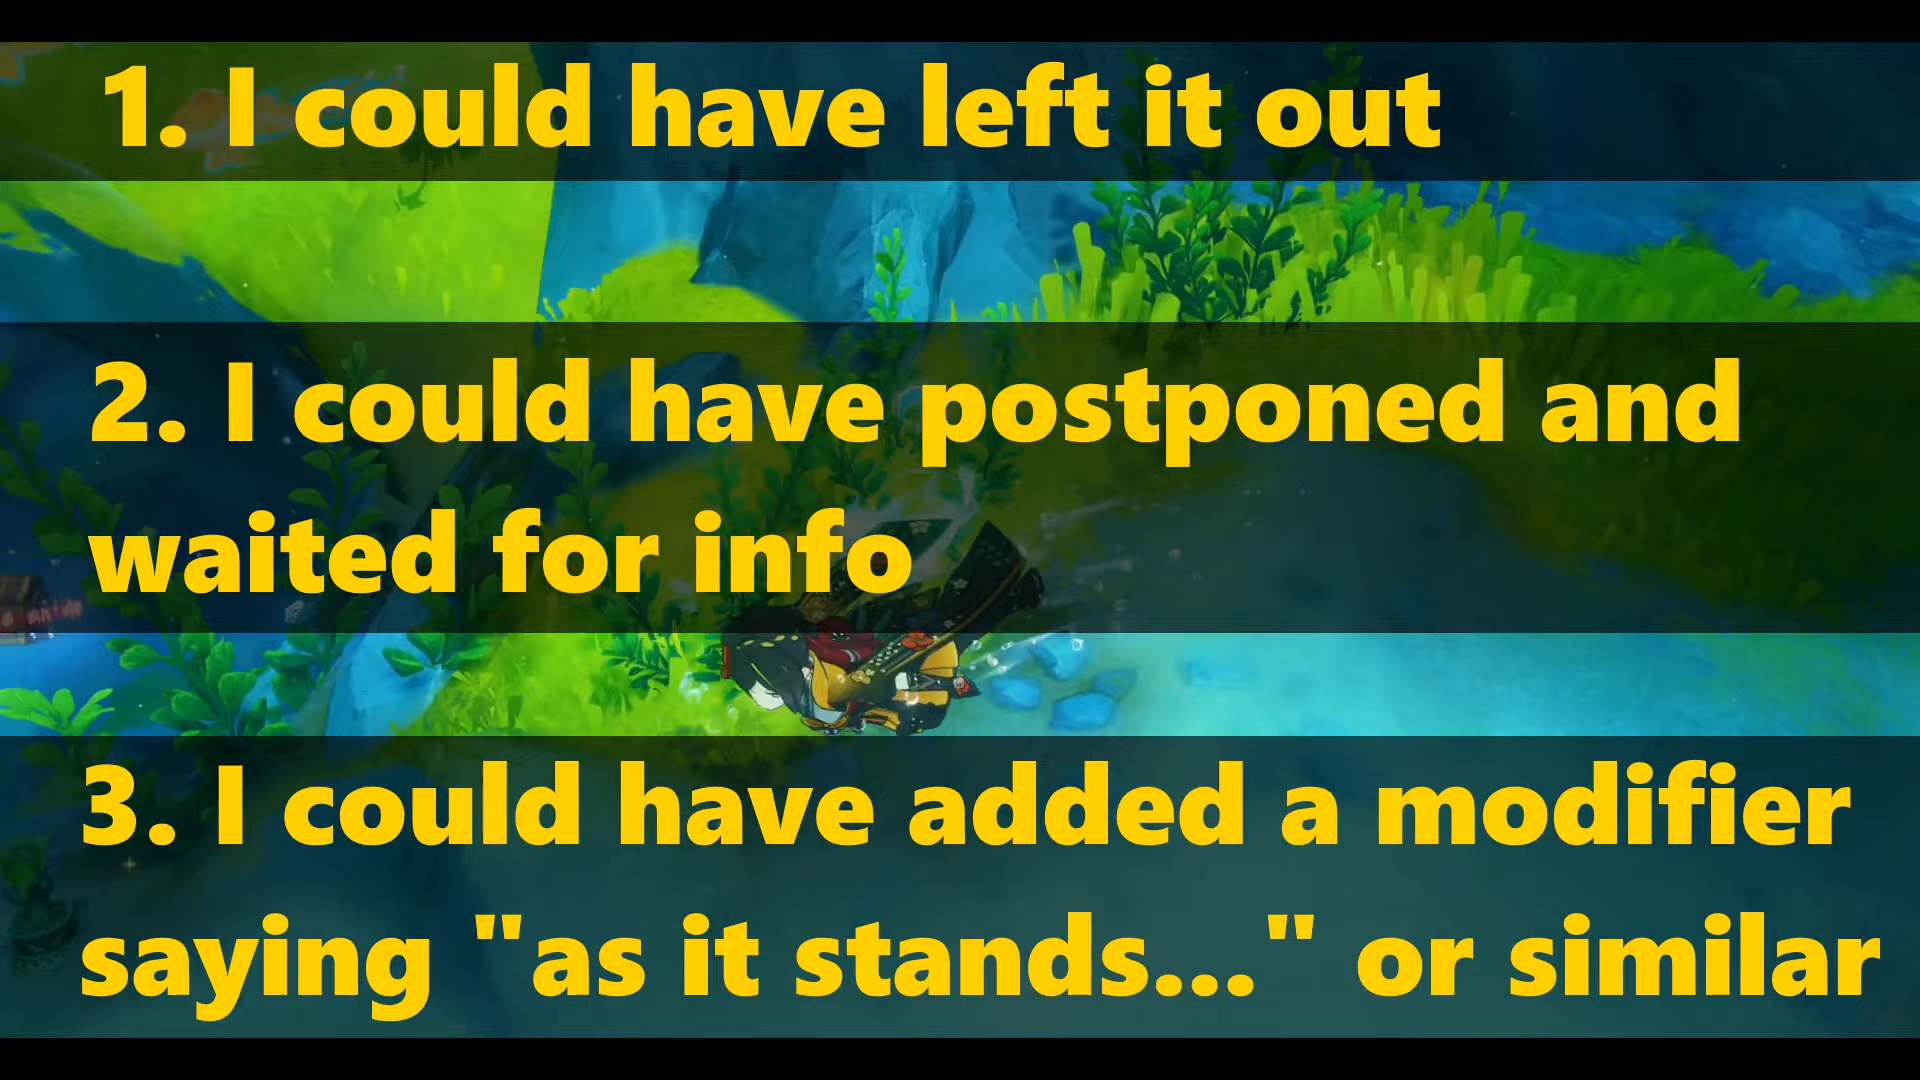 1. I could have left it out
2. I could have postponed and
waited for info
3. I could have added a modifier
saying "as it stands..." or similar